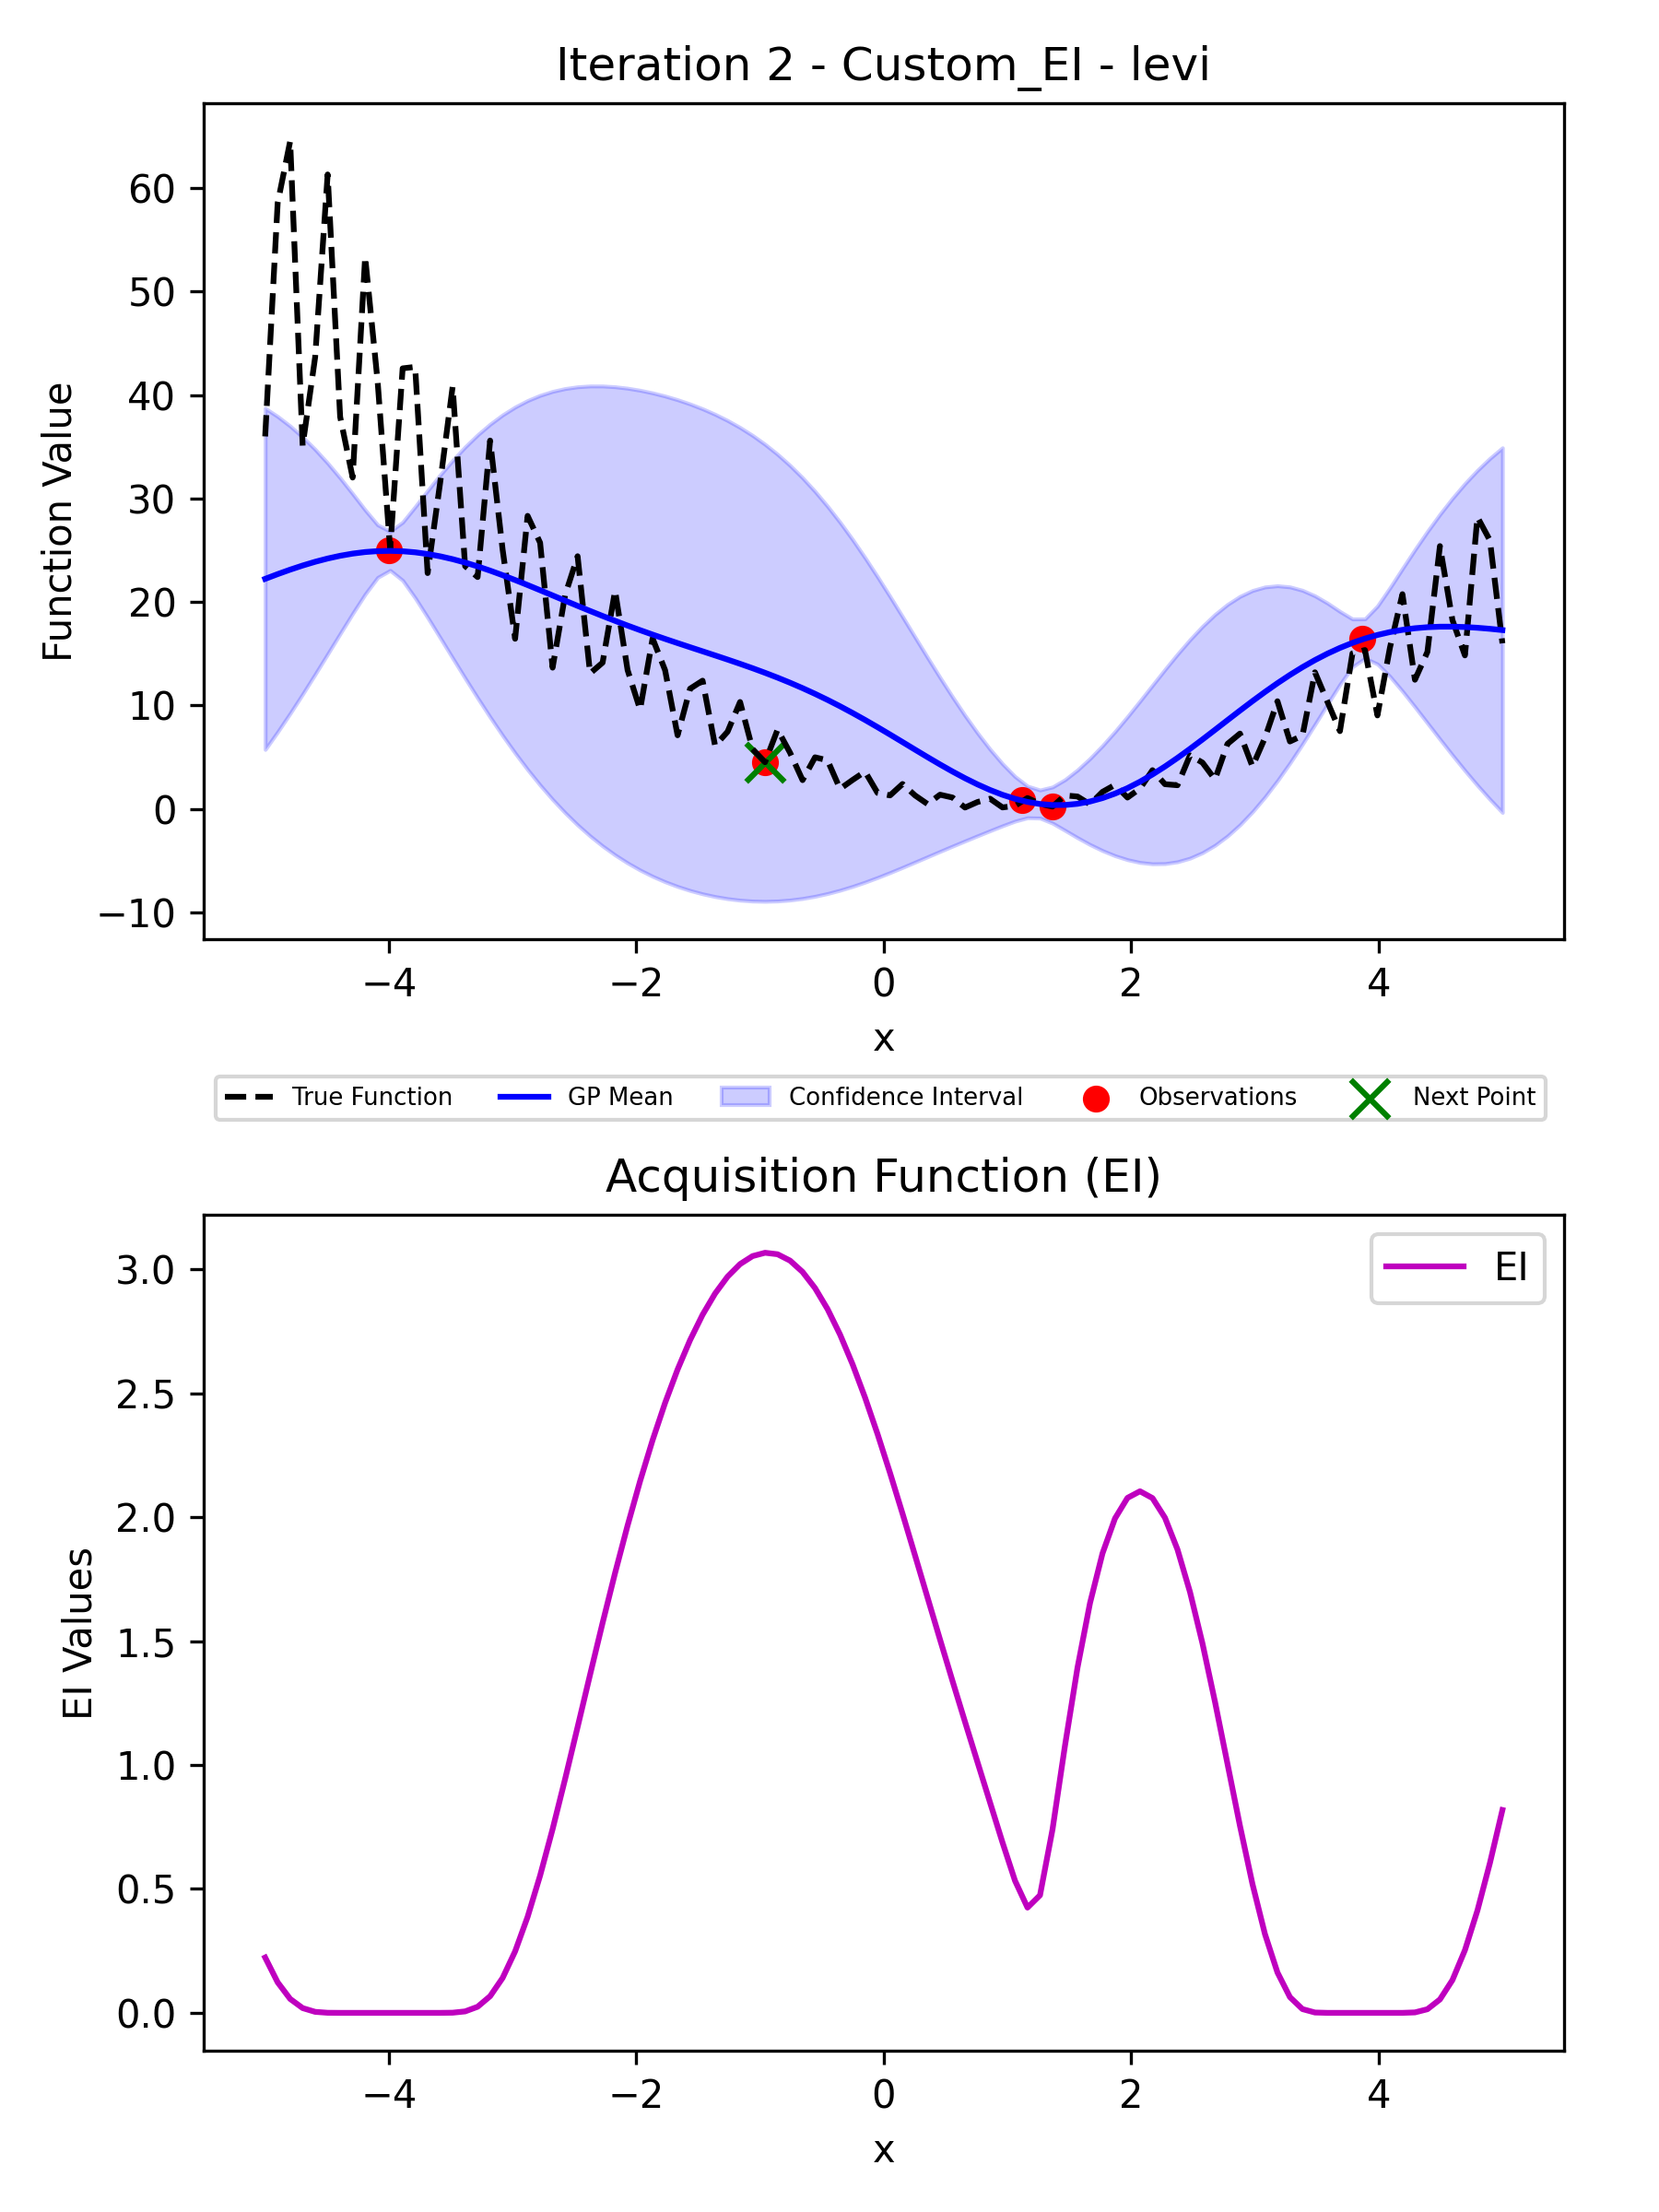 Iteration 2 - Custom_EI - levi
Function Value
60
50
40
30
20
10
0
−10
−4 −2 0 2 4
x
True Function GP Mean Confidence Interval Observations Next Point
Acquisition Function (EI)
EI
EI Values
3.0
2.5
2.0
1.5
1.0
0.5
0.0
−4 −2 0 2 4
x